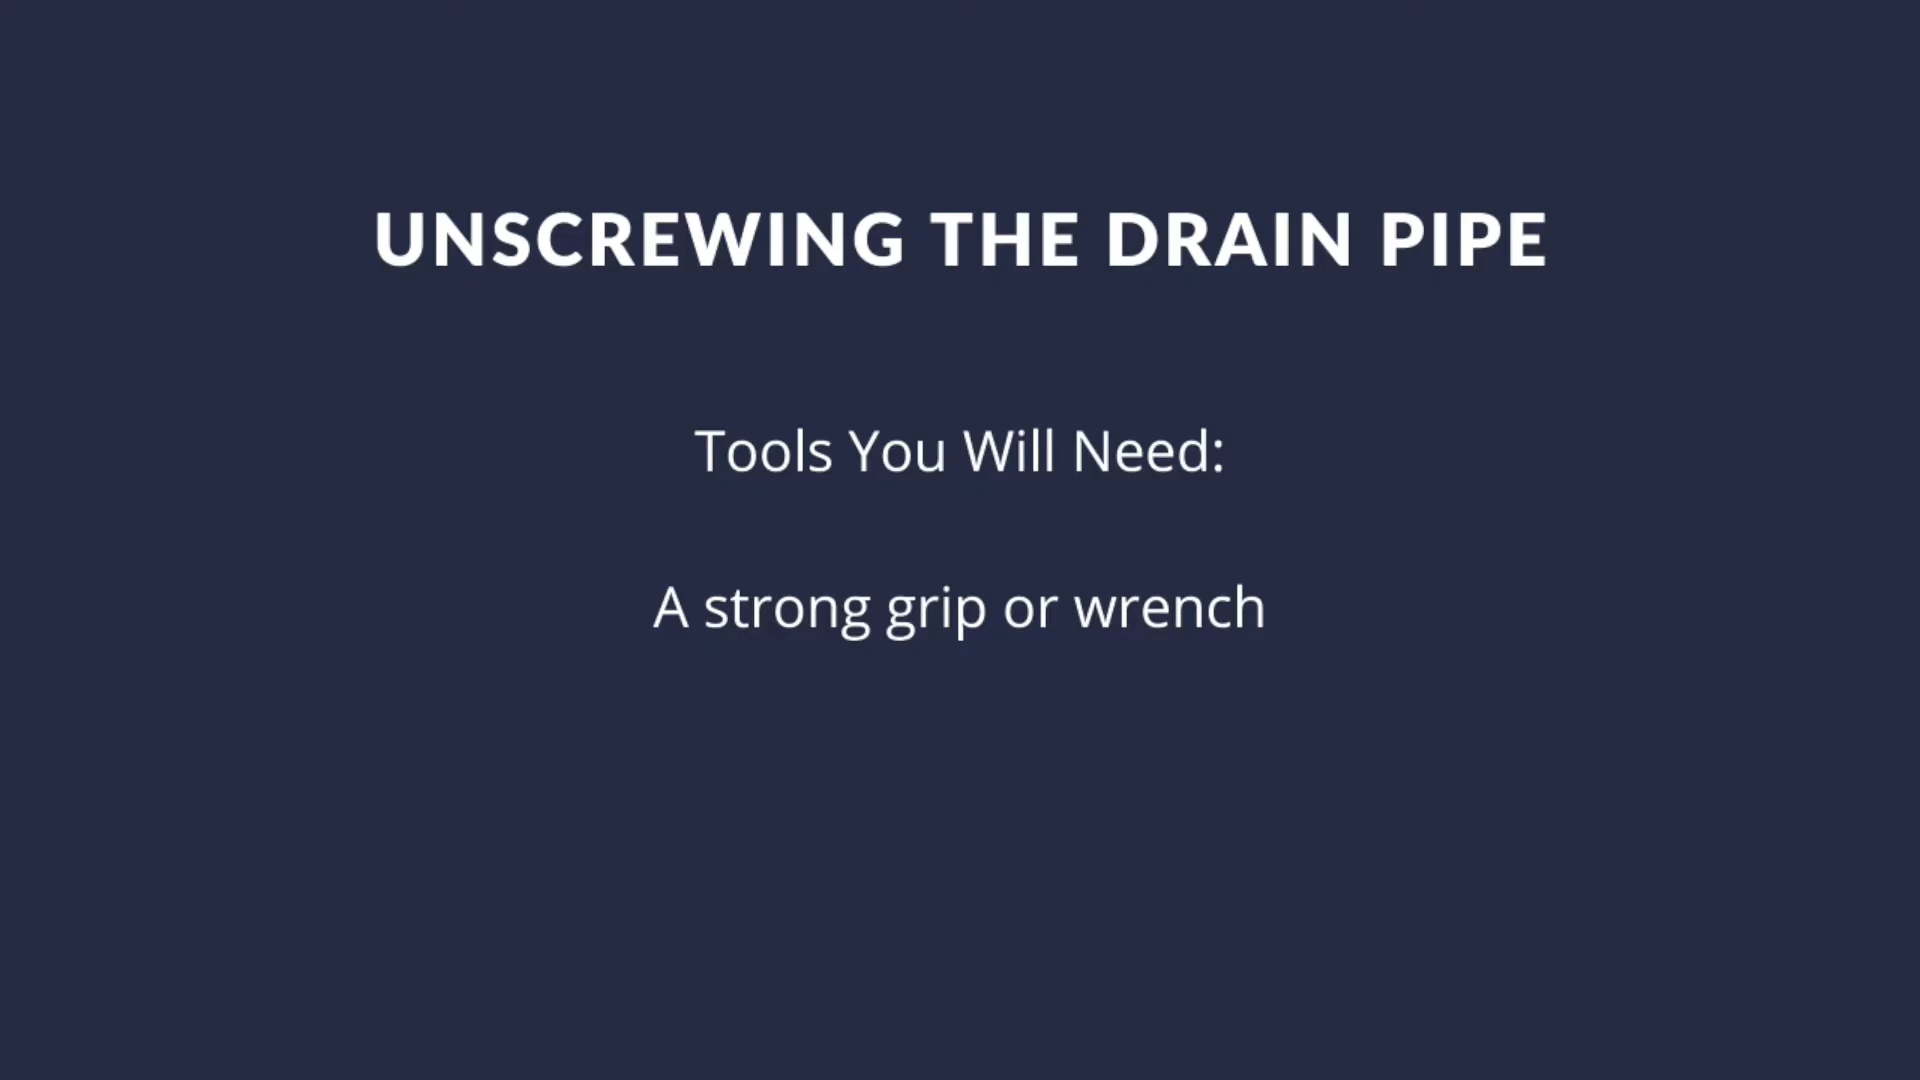 UNSCREWING THE DRAIN PIPE
Tools You Will Need:
A strong grip or wrench